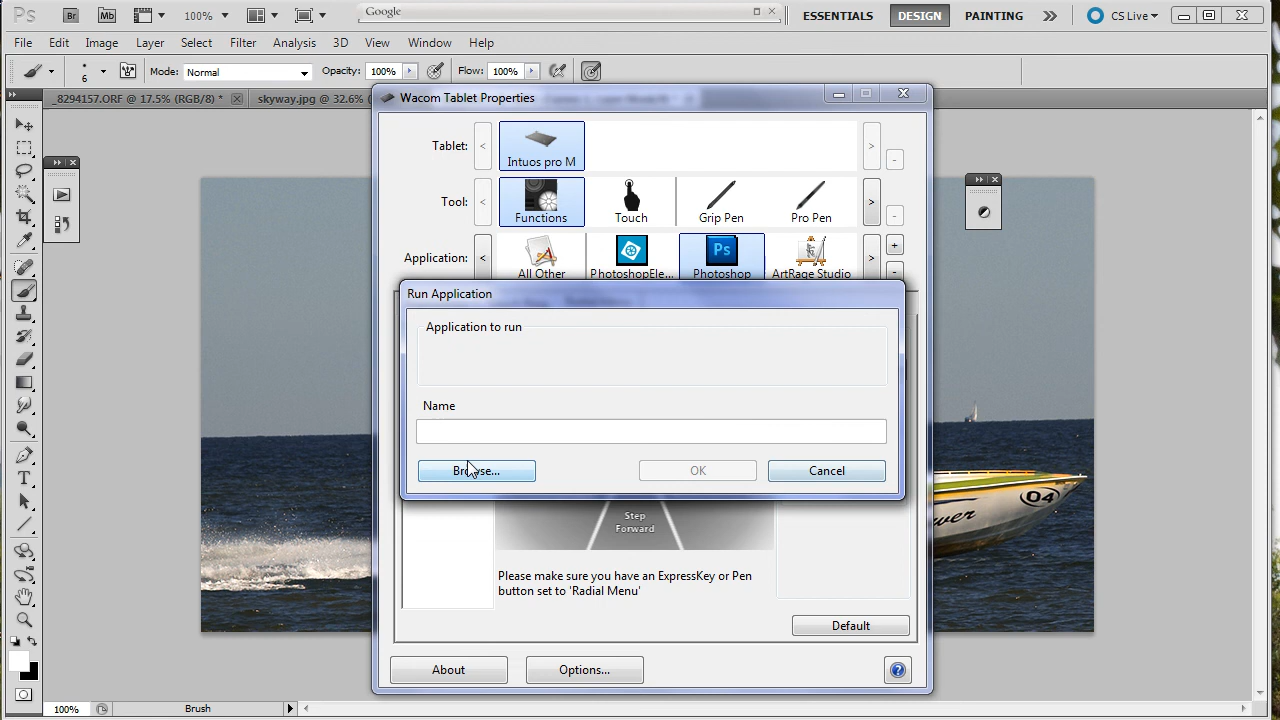 Ps Br Mb 100% Google ESSENTIALS DESIGN PAINTING CS Live
File Edit Image Layer Select Filter Analysis 3D View Window Help
6 Mode: Normal Opacity: 100% Flow: 100%
_8294157.ORF @ 17.5% (RGB/8) * skyway.jpg @ 32.6%
Wacom Tablet Properties
Tablet: < Intuos pro M >
Tool: < Functions Touch Grip Pen Pro Pen >
Application: < All Other PhotoshopEle... Ps Photoshop ArtRage Studio >
Run Application
Application to run
Name
Browse... OK Cancel
04
Step
Forward
Please make sure you have an ExpressKey or Pen
button set to 'Radial Menu'
Default
About Options... ?
100% Brush